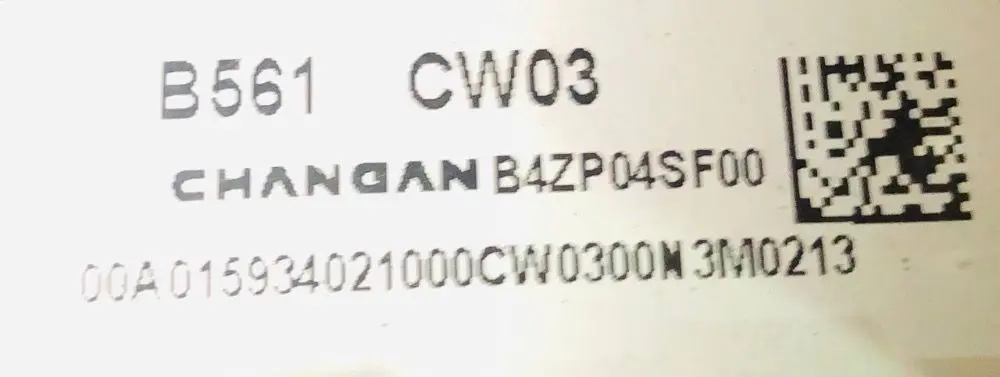 B561 CW03
CHANGAN B4ZP04SF00
00A015934021000CW0300N3M0213